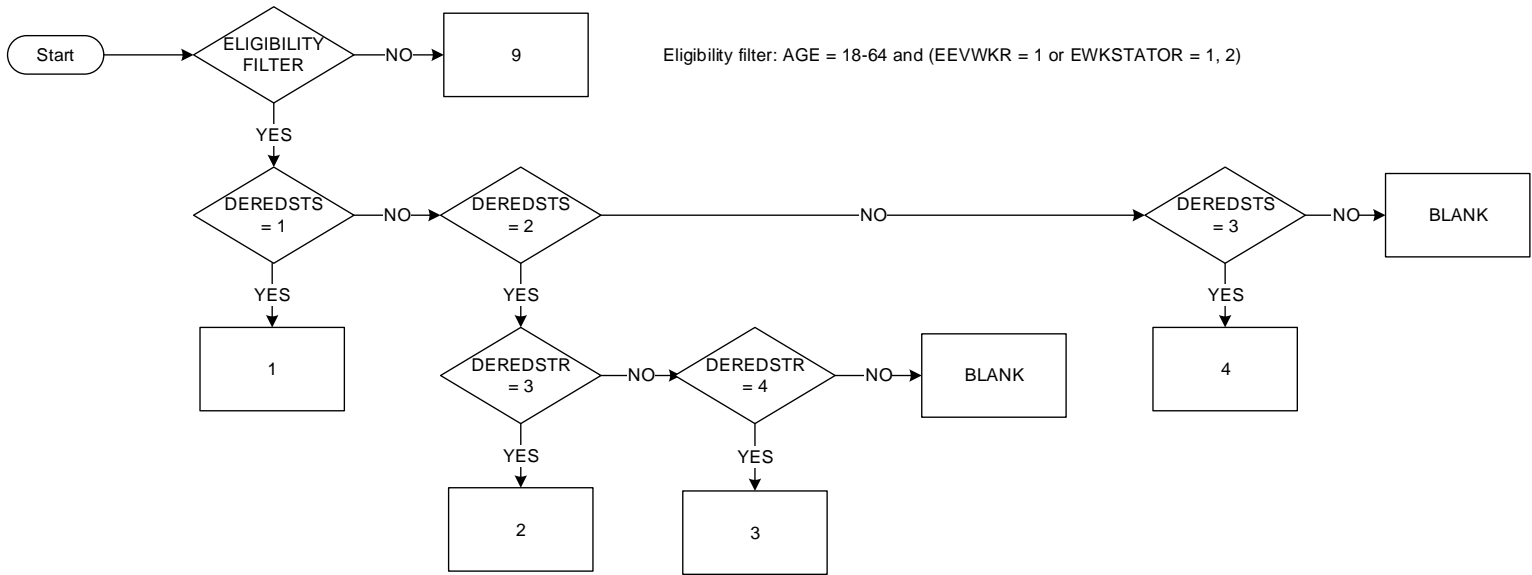 Start
ELIGIBILITY
FILTER
NO
9
Eligibility filter: AGE = 18-64 and (EEVWKR = 1 or EWKSTATOR = 1, 2)
YES
DEREDSTS
= 1
NO
DEREDSTS
= 2
NO
DEREDSTS
= 3
NO
BLANK
YES
YES
YES
1
DEREDSTR
= 3
NO
DEREDSTR
= 4
NO
BLANK
4
YES
YES
2
3